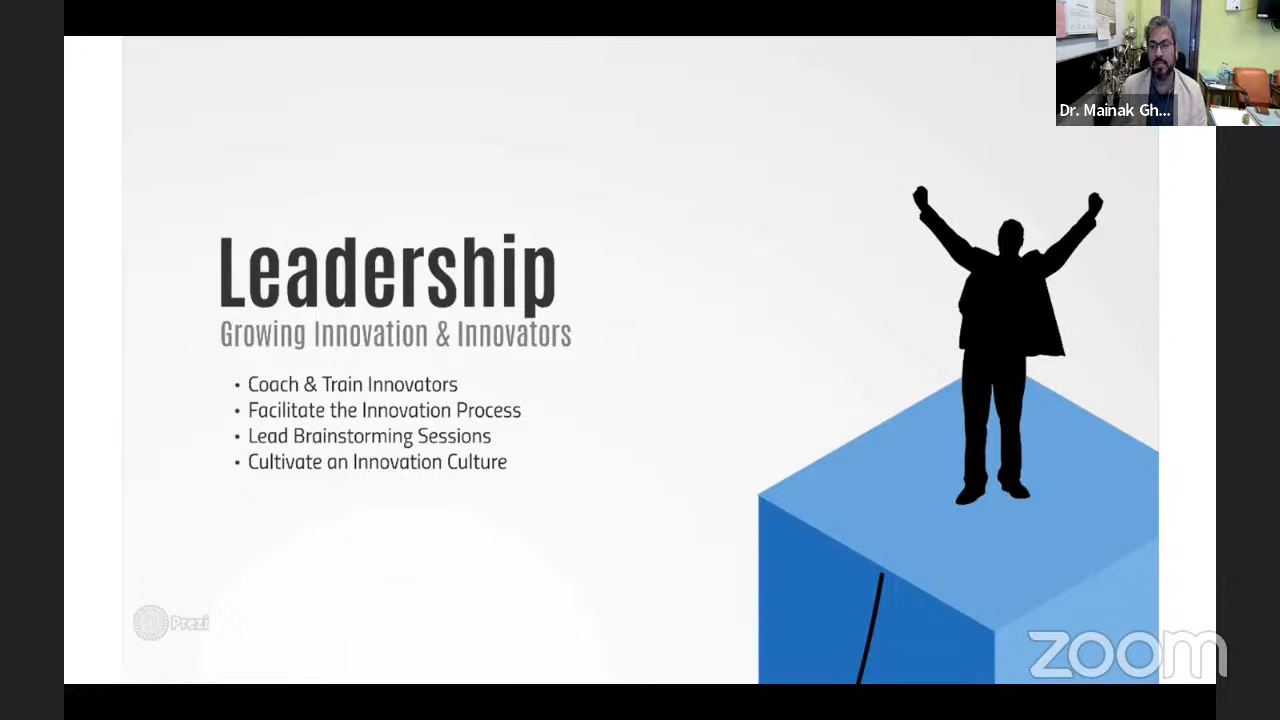 Dr. Mainak Gh...
Leadership
Growing Innovation & Innovators
• Coach & Train Innovators
• Facilitate the Innovation Process
• Lead Brainstorming Sessions
• Cultivate an Innovation Culture
Prezi
zoom